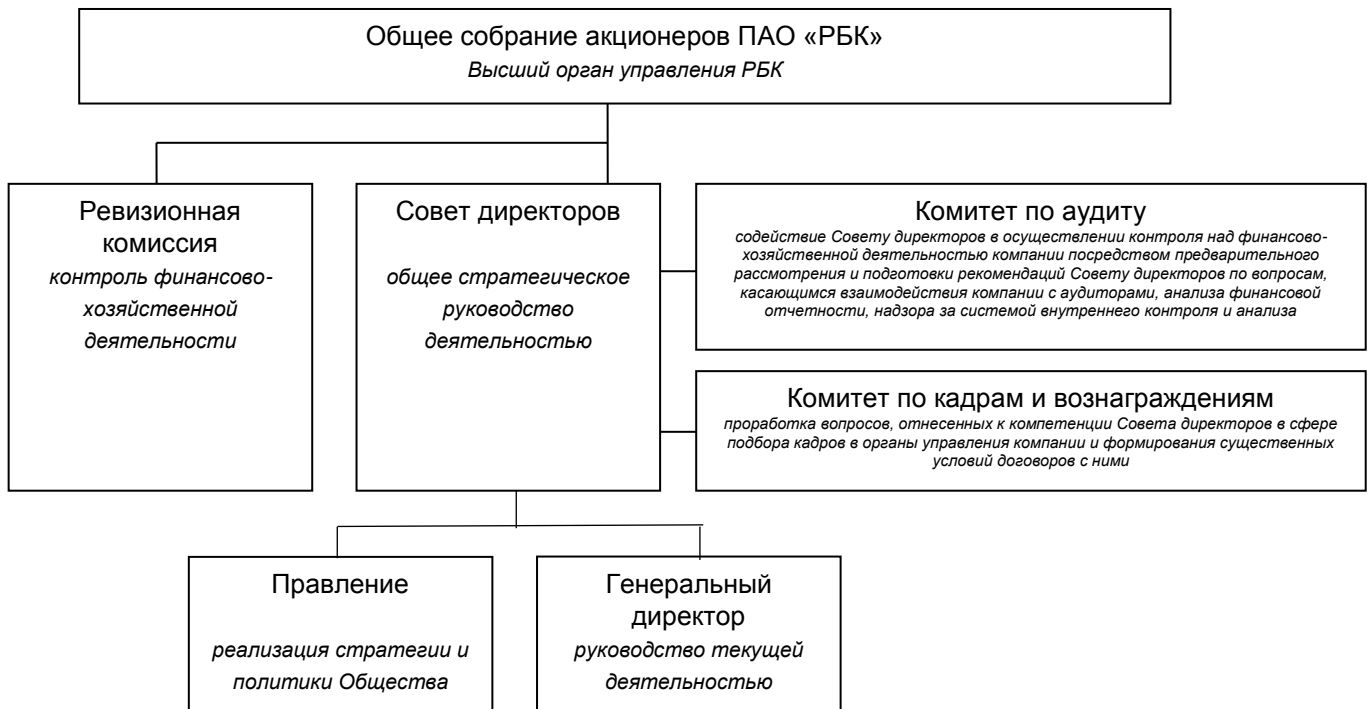 Общее собрание акционеров ПАО «РБК»
Высший орган управления РБК
Ревизионная
комиссия
контроль финансово-
хозяйственной
деятельности
Совет директоров
общее стратегическое
руководство
деятельностью
Комитет по аудиту
содействие Совету директоров в осуществлении контроля над финансово-
хозяйственной деятельностью компании посредством предварительного
рассмотрения и подготовки рекомендаций Совету директоров по вопросам,
касающимся взаимодействия компании с аудиторами, анализа финансовой
отчетности, надзора за системой внутреннего контроля и анализа
Комитет по кадрам и вознаграждениям
проработка вопросов, отнесенных к компетенции Совета директоров в сфере
подбора кадров в органы управления компании и формирования существенных
условий договоров с ними
Правление
реализация стратегии и
политики Общества
Генеральный
директор
руководство текущей
деятельностью